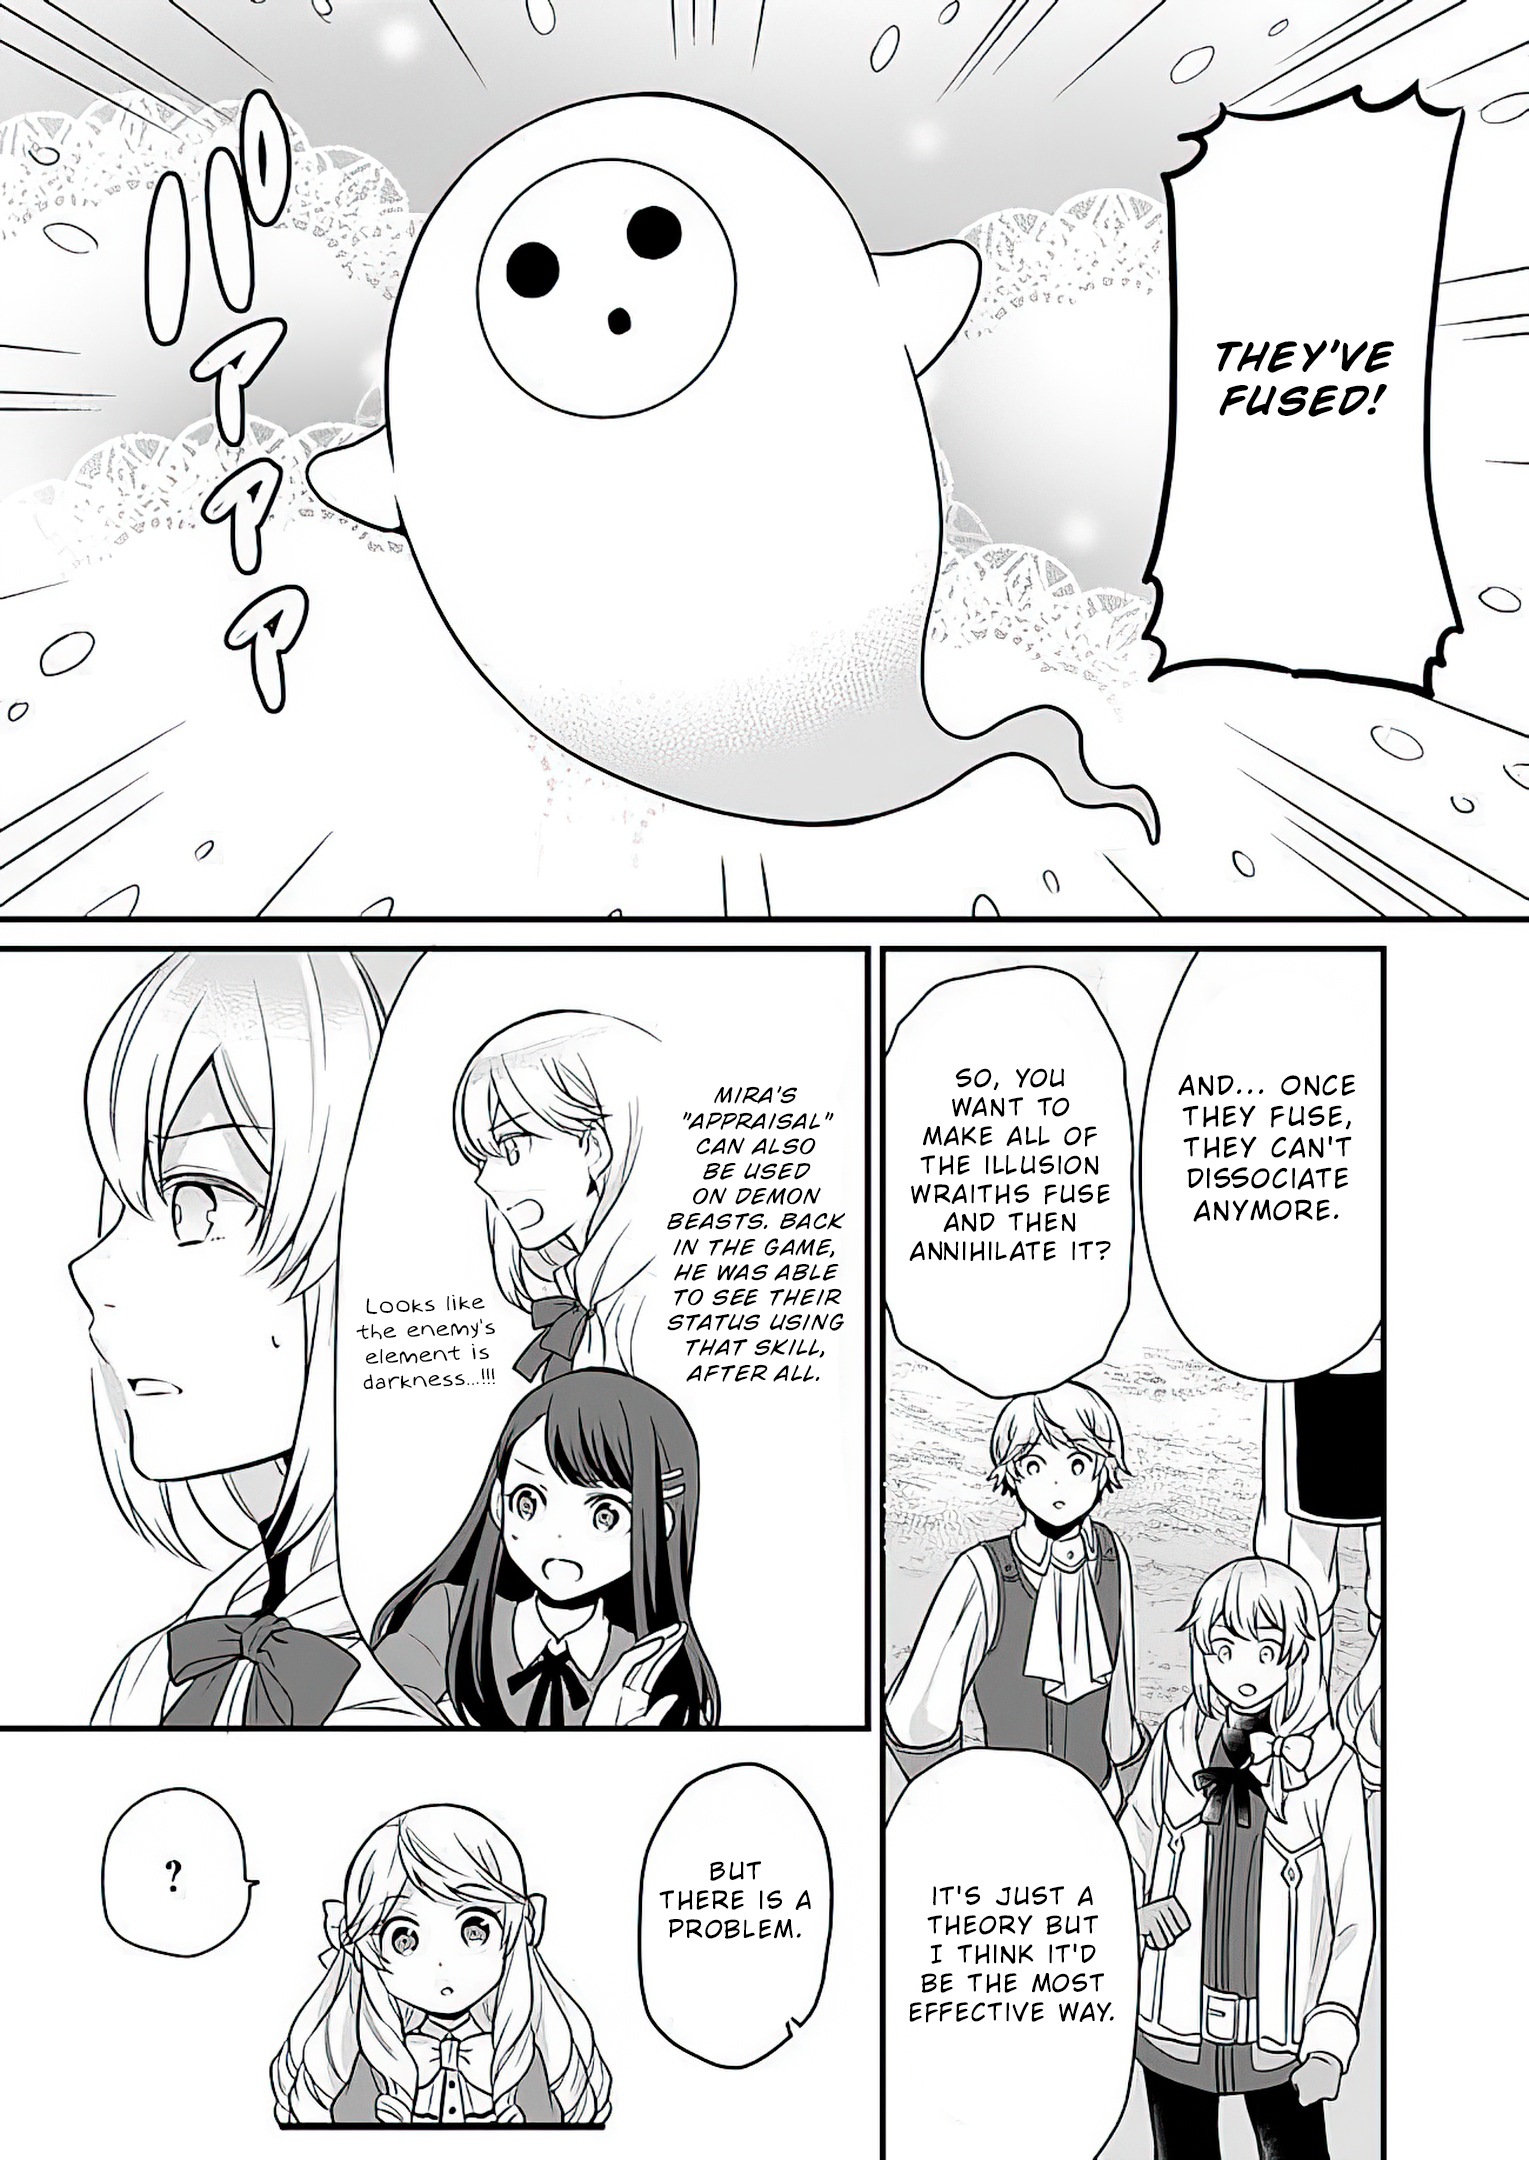 THEY'VE
FUSED!
パアアア
AND... ONCE
THEY FUSE,
THEY CAN'T
DISSOCIATE
ANYMORE.
SO, YOU
WANT TO
MAKE ALL OF
THE ILLUSION
WRAITHS FUSE
AND THEN
ANNIHILATE IT?
IT'S JUST A
THEORY BUT
I THINK IT'D
BE THE MOST
EFFECTIVE WAY.
MIRA'S
"APPRAISAL"
CAN ALSO
BE USED
ON DEMON
BEASTS. BACK
IN THE GAME,
HE WAS ABLE
TO SEE THEIR
STATUS USING
THAT SKILL,
AFTER ALL.
Looks like
the enemy's
element is
darkness...!!!
BUT
THERE IS A
PROBLEM.
?